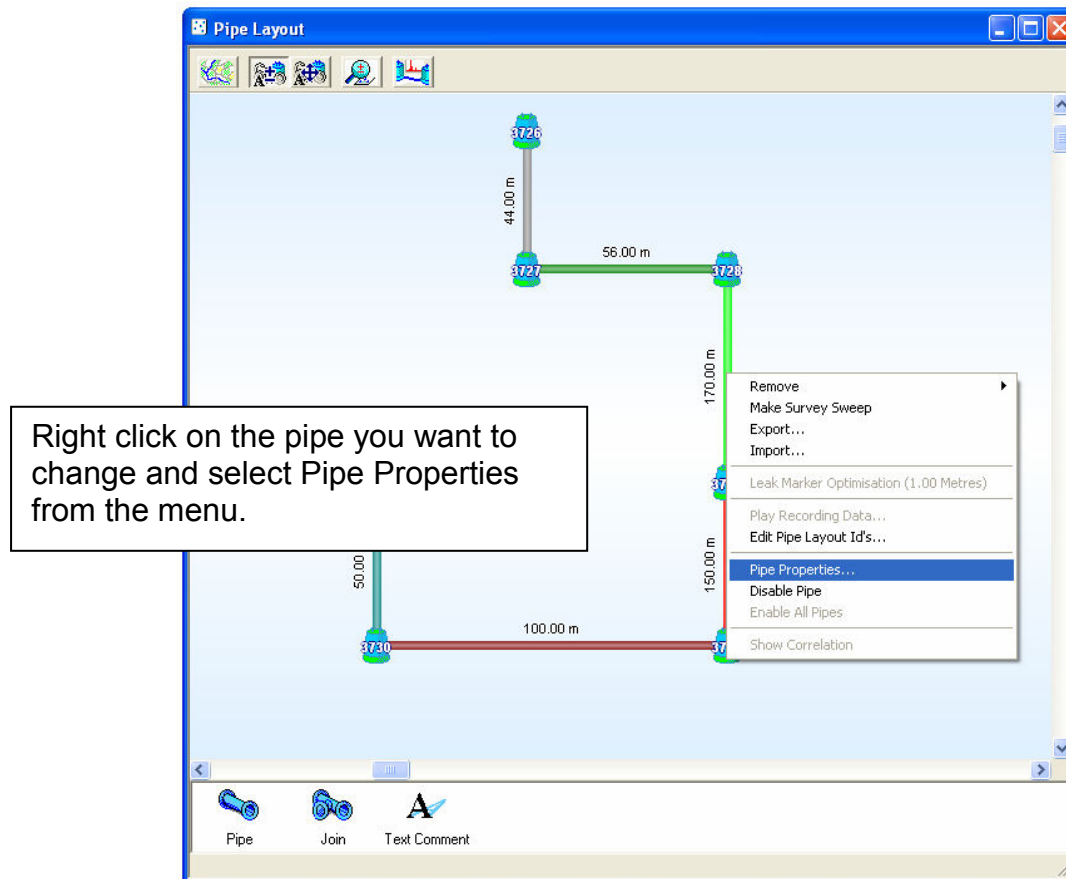 Pipe Layout
3726
44.00 m
56.00 m
3727
3728
170.00 m
Remove
Make Survey Sweep
Export...
Import...
Leak Marker Optimisation (1.00 Metres)
Play Recording Data...
Edit Pipe Layout Id's...
Pipe Properties...
Disable Pipe
Enable All Pipes
Show Correlation
Right click on the pipe you want to
change and select Pipe Properties
from the menu.
37
150.00 m
50.00
100.00 m
3730
37
Pipe
Join
A
Text Comment